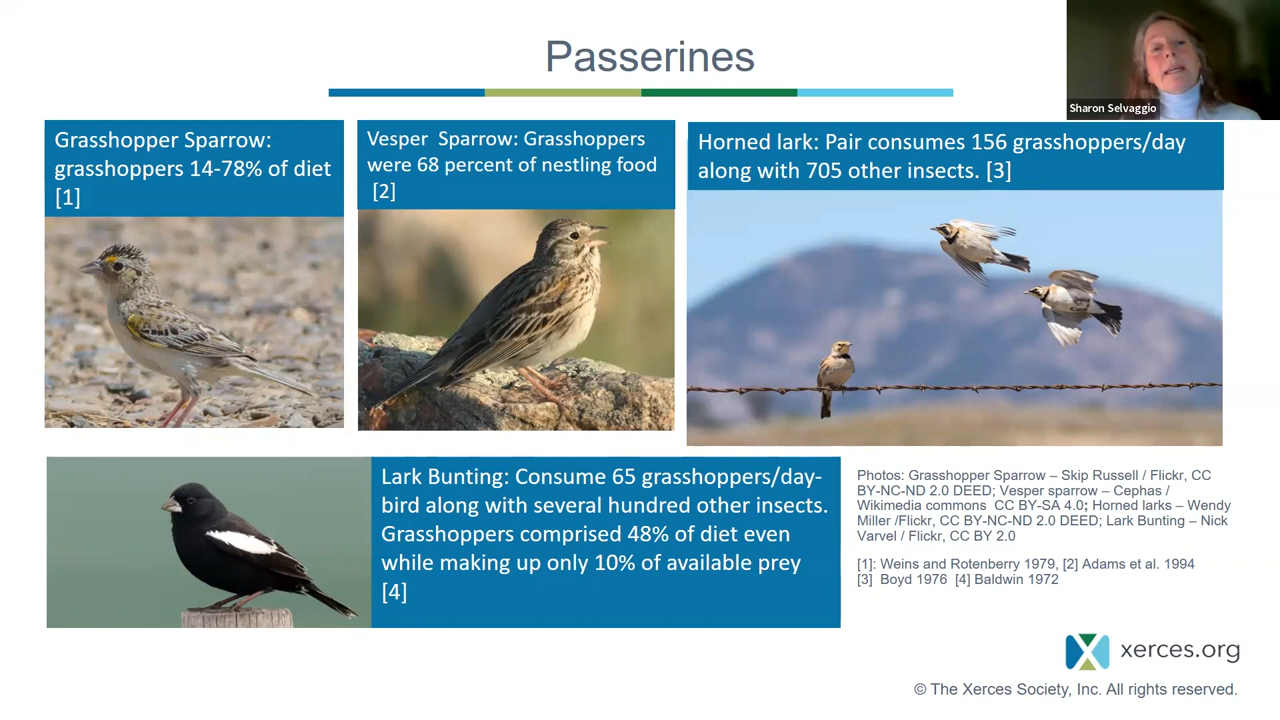 Passerines
Sharon Selvaggio
Grasshopper Sparrow:
grasshoppers 14-78% of diet
[1]
Vesper Sparrow: Grasshoppers
were 68 percent of nestling food
[2]
Horned lark: Pair consumes 156 grasshoppers/day
along with 705 other insects. [3]
Lark Bunting: Consume 65 grasshoppers/day-
bird along with several hundred other insects.
Grasshoppers comprised 48% of diet even
while making up only 10% of available prey
[4]
Photos: Grasshopper Sparrow – Skip Russell / Flickr, CC
BY-NC-ND 2.0 DEED; Vesper sparrow – Cephas /
Wikimedia commons CC BY-SA 4.0; Horned larks – Wendy
Miller /Flickr, CC BY-NC-ND 2.0 DEED; Lark Bunting – Nick
Varvel / Flickr, CC BY 2.0
[1]: Weins and Rotenberry 1979, [2] Adams et al. 1994
[3] Boyd 1976 [4] Baldwin 1972
xerces.org
© The Xerces Society, Inc. All rights reserved.